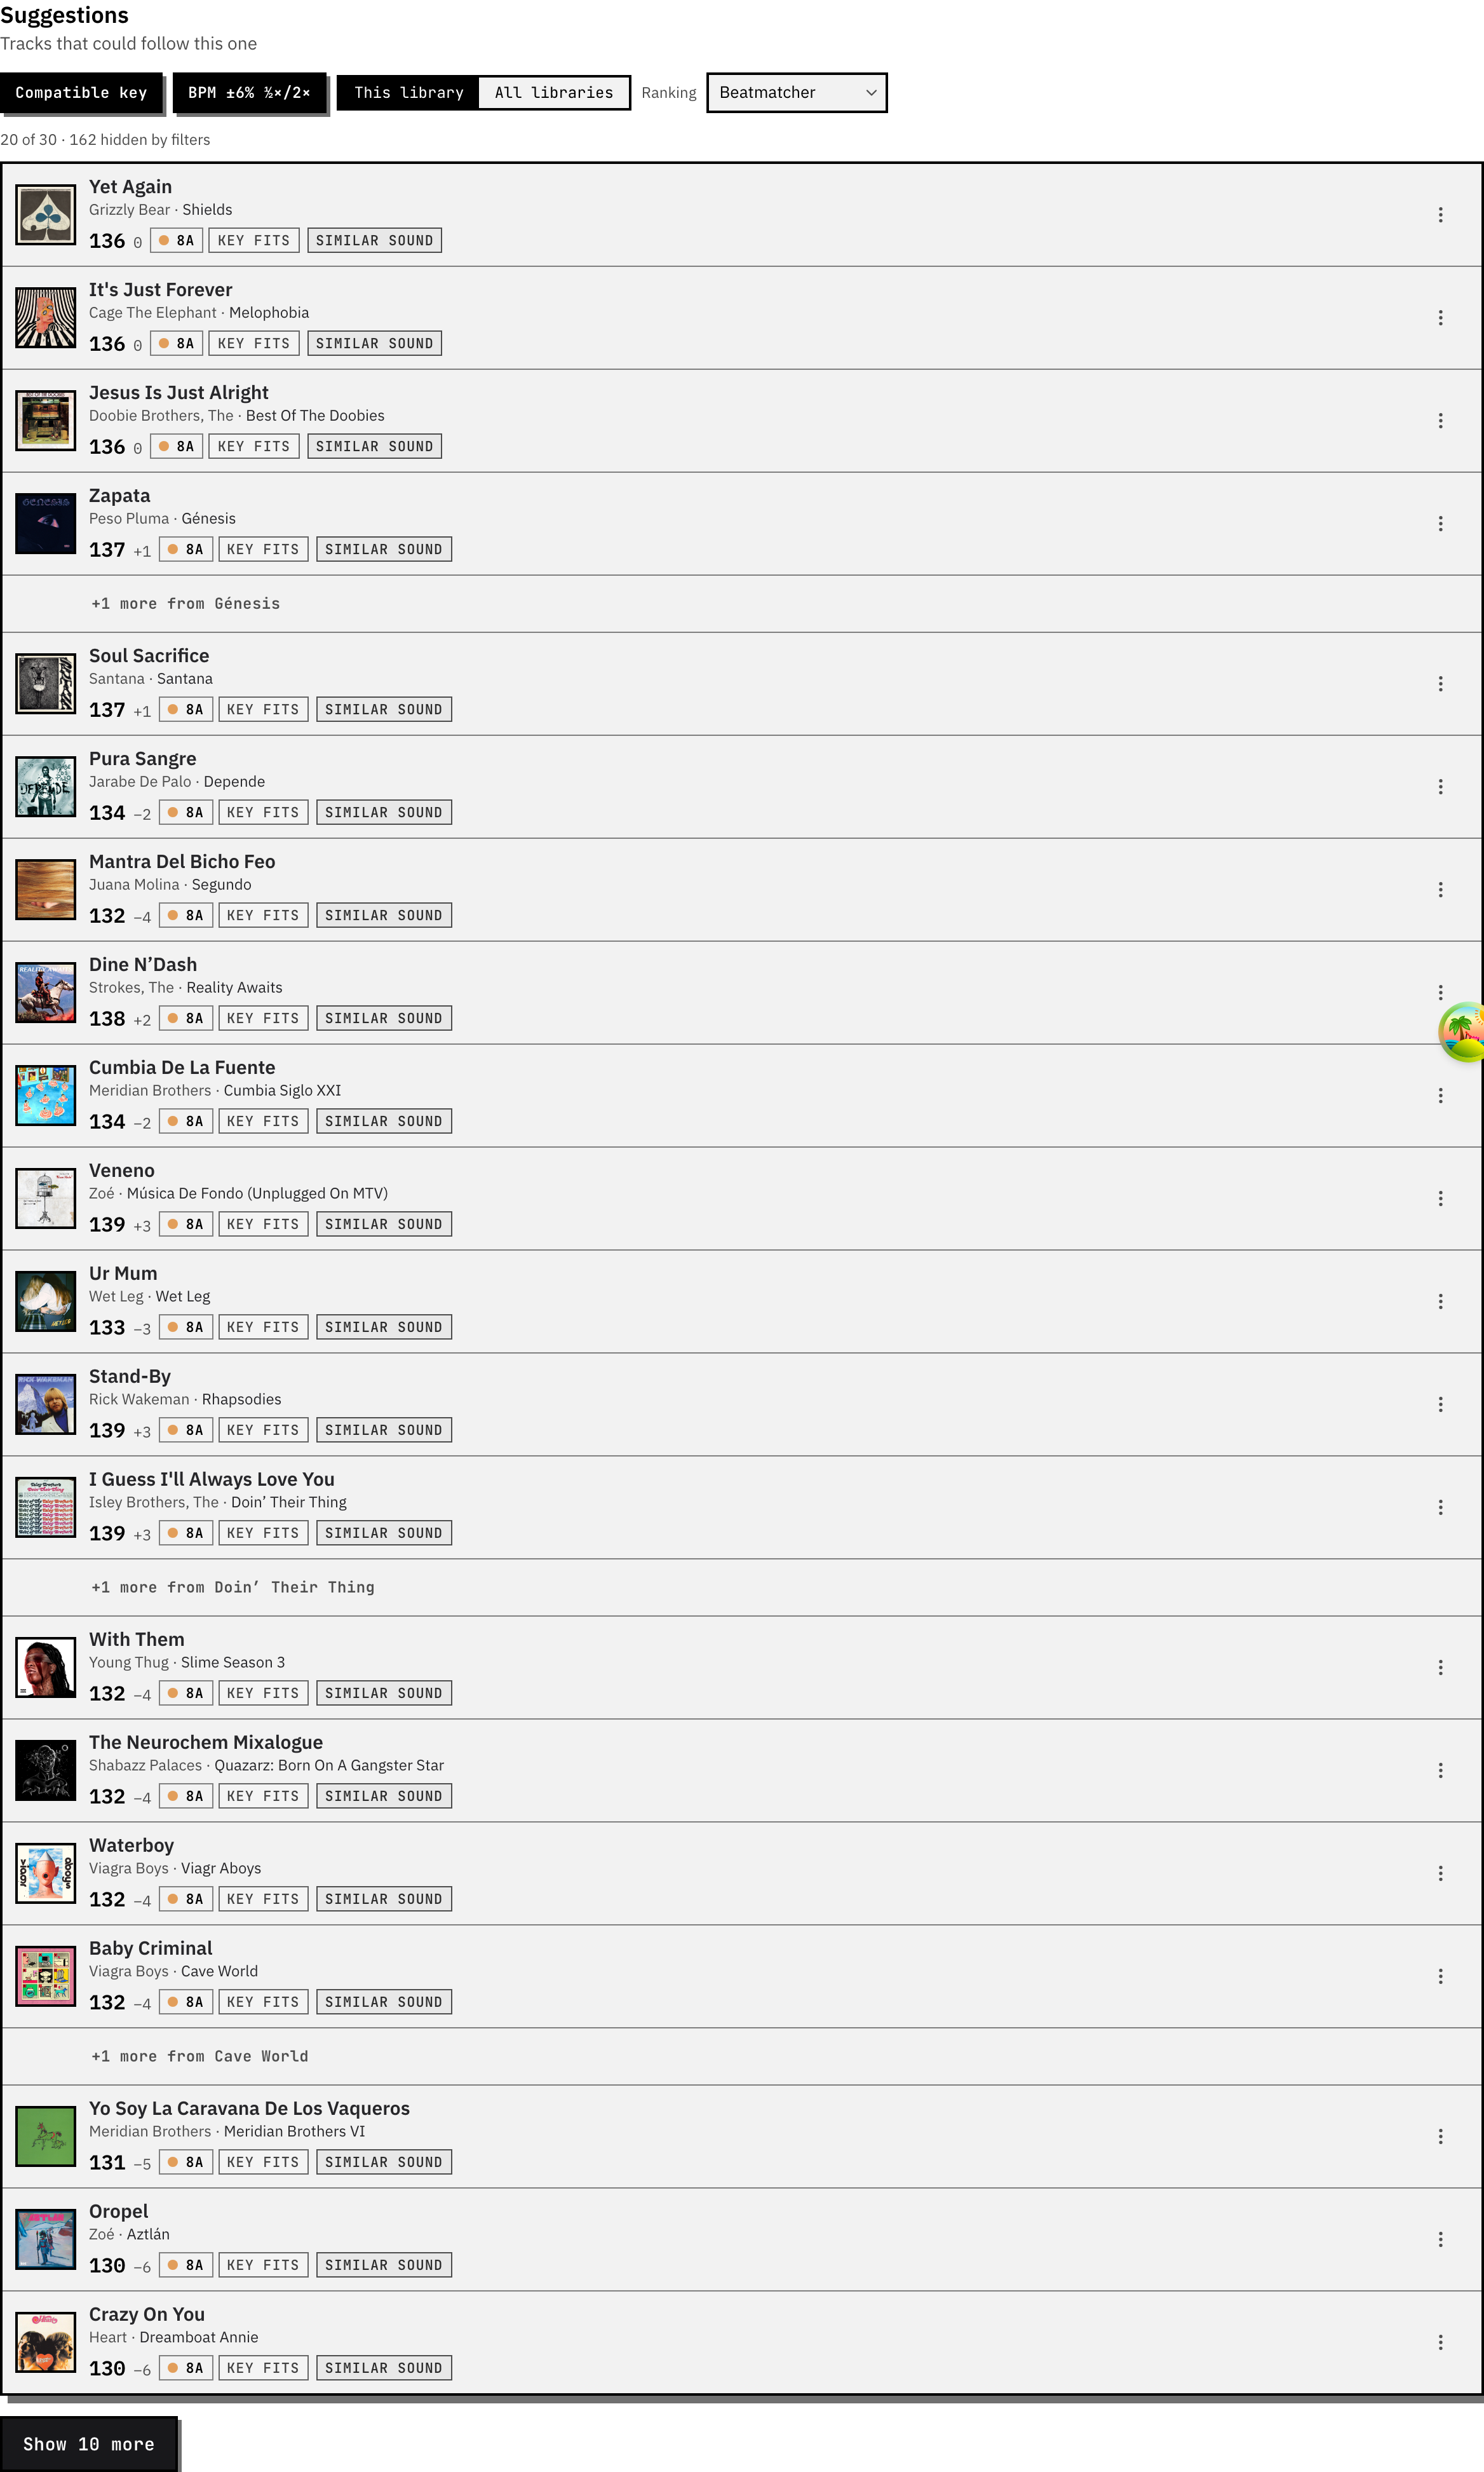 Suggestions
Tracks that could follow this one
Compatible key
BPM ±6% ½×/2×
This library
All libraries
Ranking
Beatmatcher
20 of 30 · 162 hidden by filters
Yet Again
Grizzly Bear · Shields
136 0 8A KEY FITS SIMILAR SOUND
It's Just Forever
Cage The Elephant · Melophobia
136 0 8A KEY FITS SIMILAR SOUND
Jesus Is Just Alright
Doobie Brothers, The · Best Of The Doobies
136 0 8A KEY FITS SIMILAR SOUND
GENESIS
Zapata
Peso Pluma · Génesis
137 +1 8A KEY FITS SIMILAR SOUND
+1 more from Génesis
SANTANA
Soul Sacrifice
Santana · Santana
137 +1 8A KEY FITS SIMILAR SOUND
DEPENDE
Pura Sangre
Jarabe De Palo · Depende
134 −2 8A KEY FITS SIMILAR SOUND
Mantra Del Bicho Feo
Juana Molina · Segundo
132 −4 8A KEY FITS SIMILAR SOUND
Dine N’Dash
Strokes, The · Reality Awaits
138 +2 8A KEY FITS SIMILAR SOUND
Cumbia De La Fuente
Meridian Brothers · Cumbia Siglo XXI
134 −2 8A KEY FITS SIMILAR SOUND
Veneno
Zoé · Música De Fondo (Unplugged On MTV)
139 +3 8A KEY FITS SIMILAR SOUND
WET LEG
Ur Mum
Wet Leg · Wet Leg
133 −3 8A KEY FITS SIMILAR SOUND
RICK WAKEMAN
Stand-By
Rick Wakeman · Rhapsodies
139 +3 8A KEY FITS SIMILAR SOUND
I Guess I'll Always Love You
Isley Brothers, The · Doin’ Their Thing
139 +3 8A KEY FITS SIMILAR SOUND
+1 more from Doin’ Their Thing
With Them
Young Thug · Slime Season 3
132 −4 8A KEY FITS SIMILAR SOUND
The Neurochem Mixalogue
Shabazz Palaces · Quazarz: Born On A Gangster Star
132 −4 8A KEY FITS SIMILAR SOUND
viagr
aboys
Waterboy
Viagra Boys · Viagr Aboys
132 −4 8A KEY FITS SIMILAR SOUND
Baby Criminal
Viagra Boys · Cave World
132 −4 8A KEY FITS SIMILAR SOUND
+1 more from Cave World
Yo Soy La Caravana De Los Vaqueros
Meridian Brothers · Meridian Brothers VI
131 −5 8A KEY FITS SIMILAR SOUND
Oropel
Zoé · Aztlán
130 −6 8A KEY FITS SIMILAR SOUND
Crazy On You
Heart · Dreamboat Annie
130 −6 8A KEY FITS SIMILAR SOUND
Show 10 more